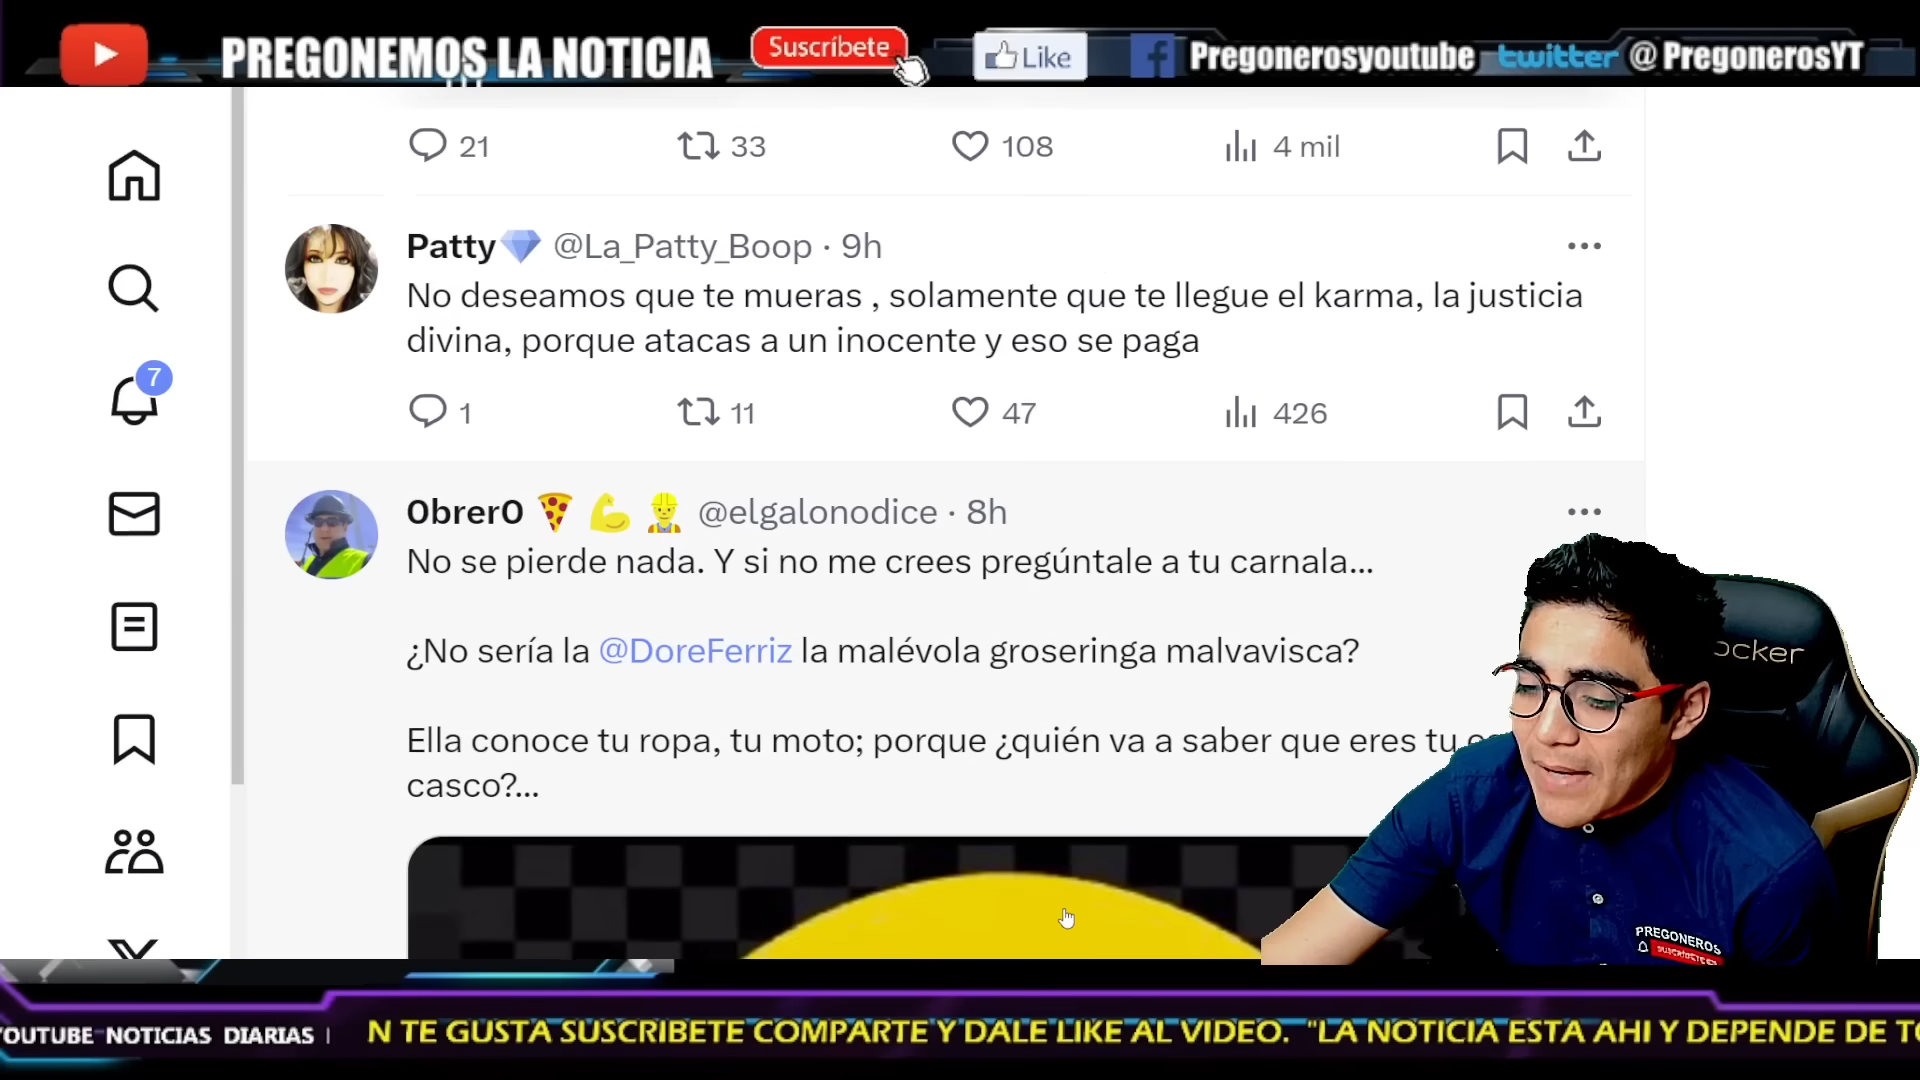 PREGONEMOS LA NOTICIA
Suscríbete
Like
Pregonerosyoutube
twitter @PregonerosYT
21 33 108 4 mil
Patty @La_Patty_Boop · 9h
No deseamos que te mueras , solamente que te llegue el karma, la justicia
divina, porque atacas a un inocente y eso se paga
7
1 11 47 426
0brer0 @elgalonodice · 8h
No se pierde nada. Y si no me crees pregúntale a tu carnala...
¿No sería la @DoreFerriz la malévola groseringa malvavisca?
Ella conoce tu ropa, tu moto; porque ¿quién va a saber que eres tu
casco?...
ocker
PREGONEROS
SUSCRIBETE
YOUTUBE NOTICIAS DIARIAS |
N TE GUSTA SUSCRIBETE COMPARTE Y DALE LIKE AL VIDEO. "LA NOTICIA ESTA AHI Y DEPENDE DE